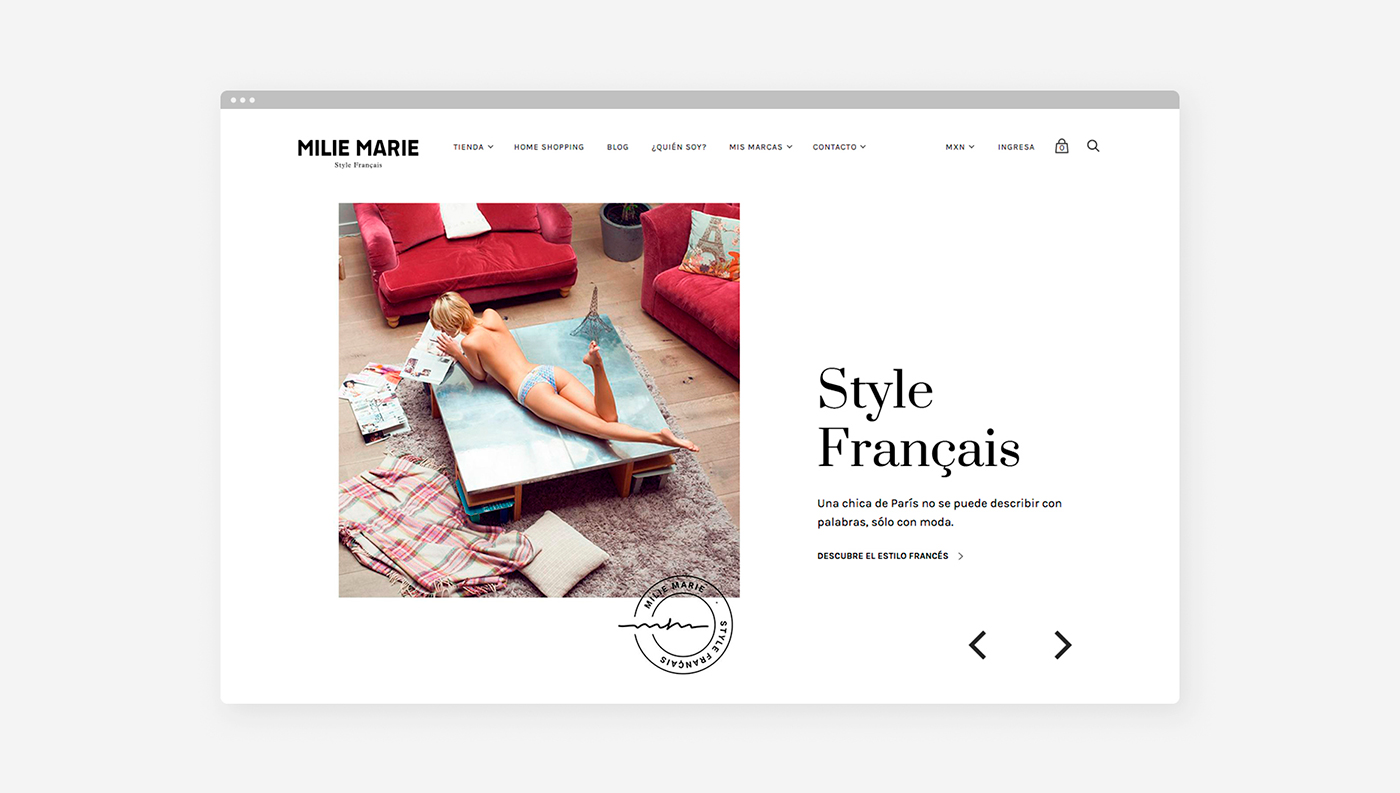 MILIE MARIE
Style Français
TIENDA
HOME SHOPPING
BLOG
¿QUIÉN SOY?
MIS MARCAS
CONTACTO
MXN
INGRESA
0
Style
Français
Una chica de París no se puede describir con
palabras, sólo con moda.
DESCUBRE EL ESTILO FRANCÉS
MILIE MARIE · STYLE FRANÇAIS
mm